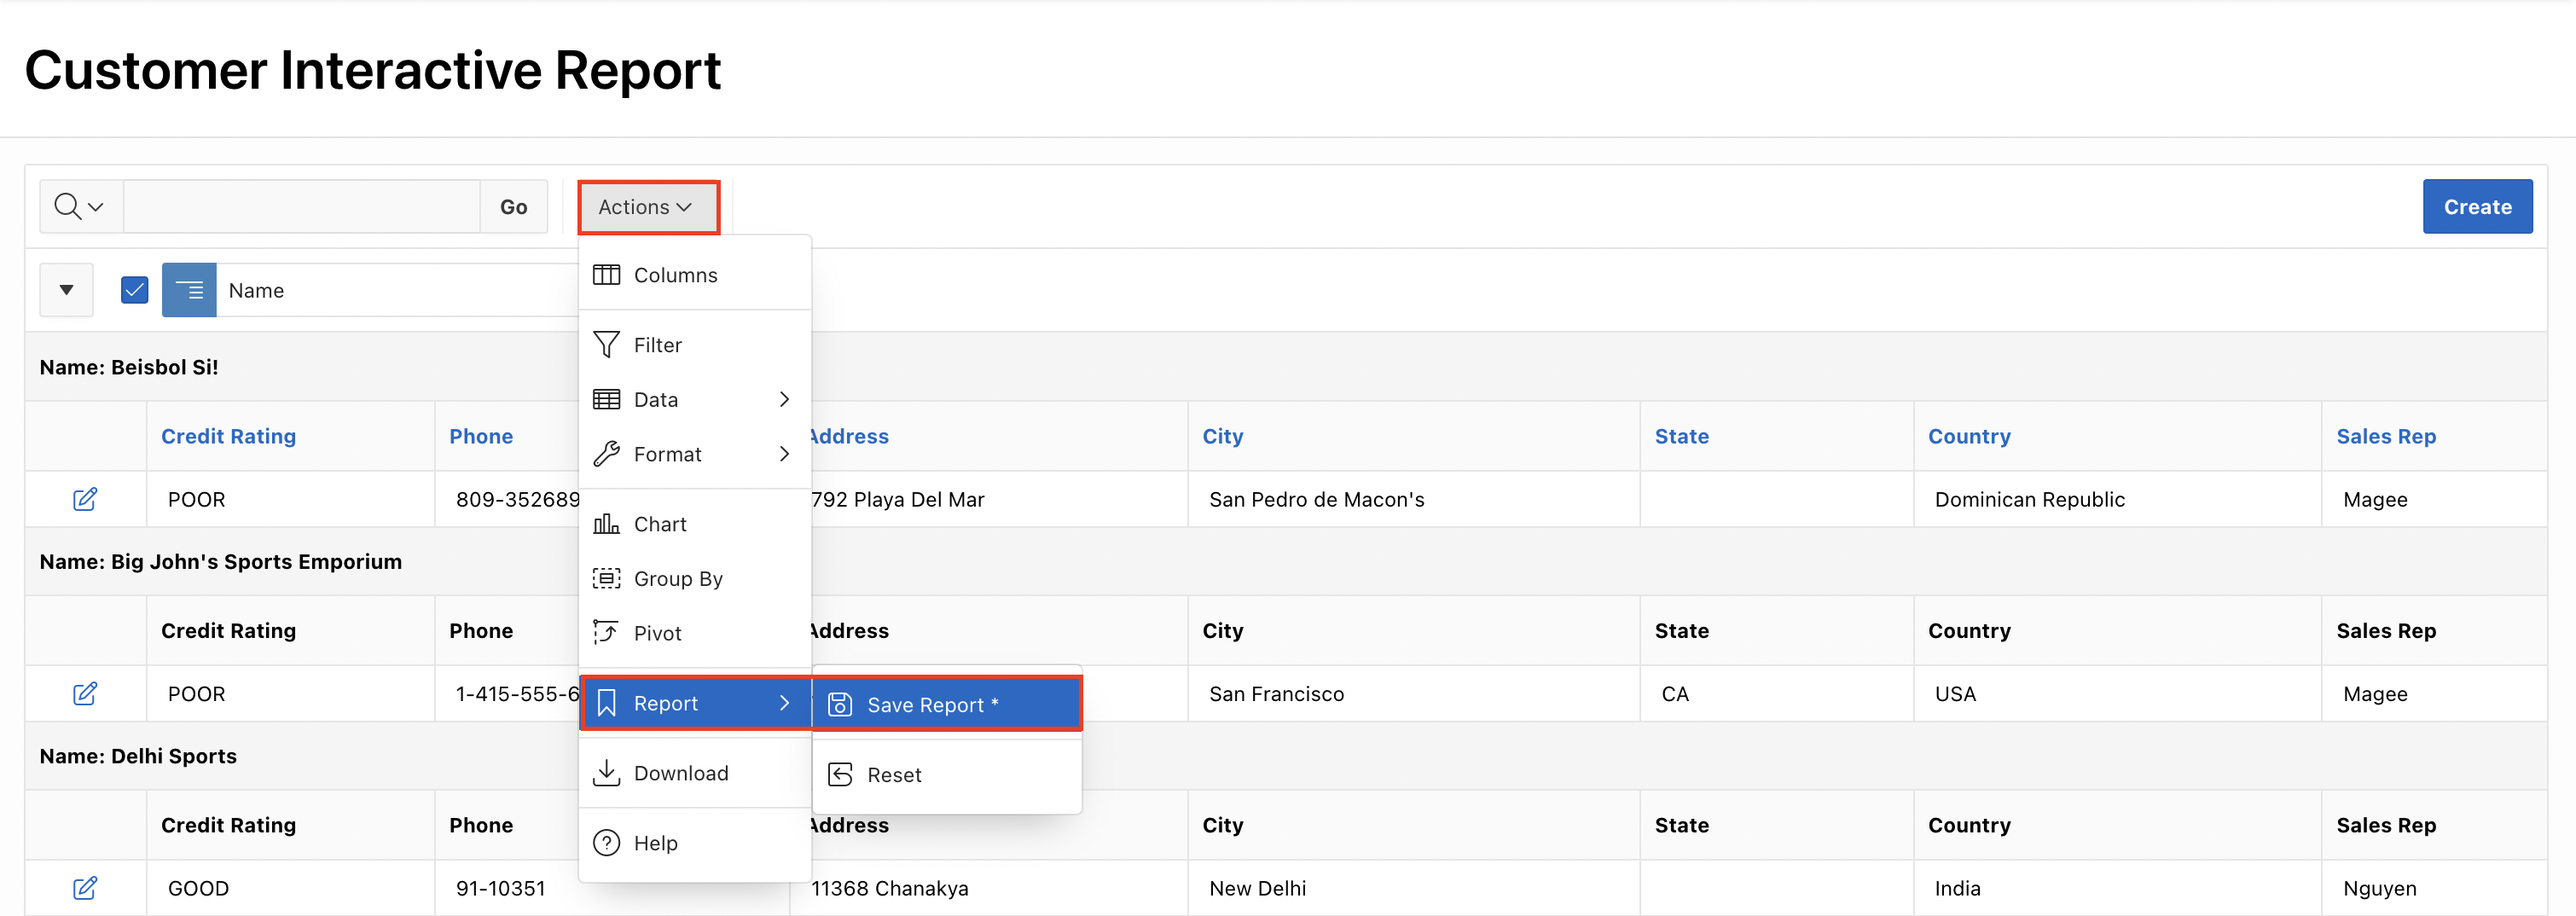 Customer Interactive Report
Go
Actions
Create
Name
Columns
Filter
Data
Format
Chart
Group By
Pivot
Report
Save Report *
Reset
Download
Help
Name: Beisbol Si!
Credit Rating Phone Address City State Country Sales Rep
POOR 809-352689 792 Playa Del Mar San Pedro de Macon's Dominican Republic Magee
Name: Big John's Sports Emporium
Credit Rating Phone Address City State Country Sales Rep
POOR 1-415-555-6 San Francisco CA USA Magee
Name: Delhi Sports
Credit Rating Phone Address City State Country Sales Rep
GOOD 91-10351 11368 Chanakya New Delhi India Nguyen